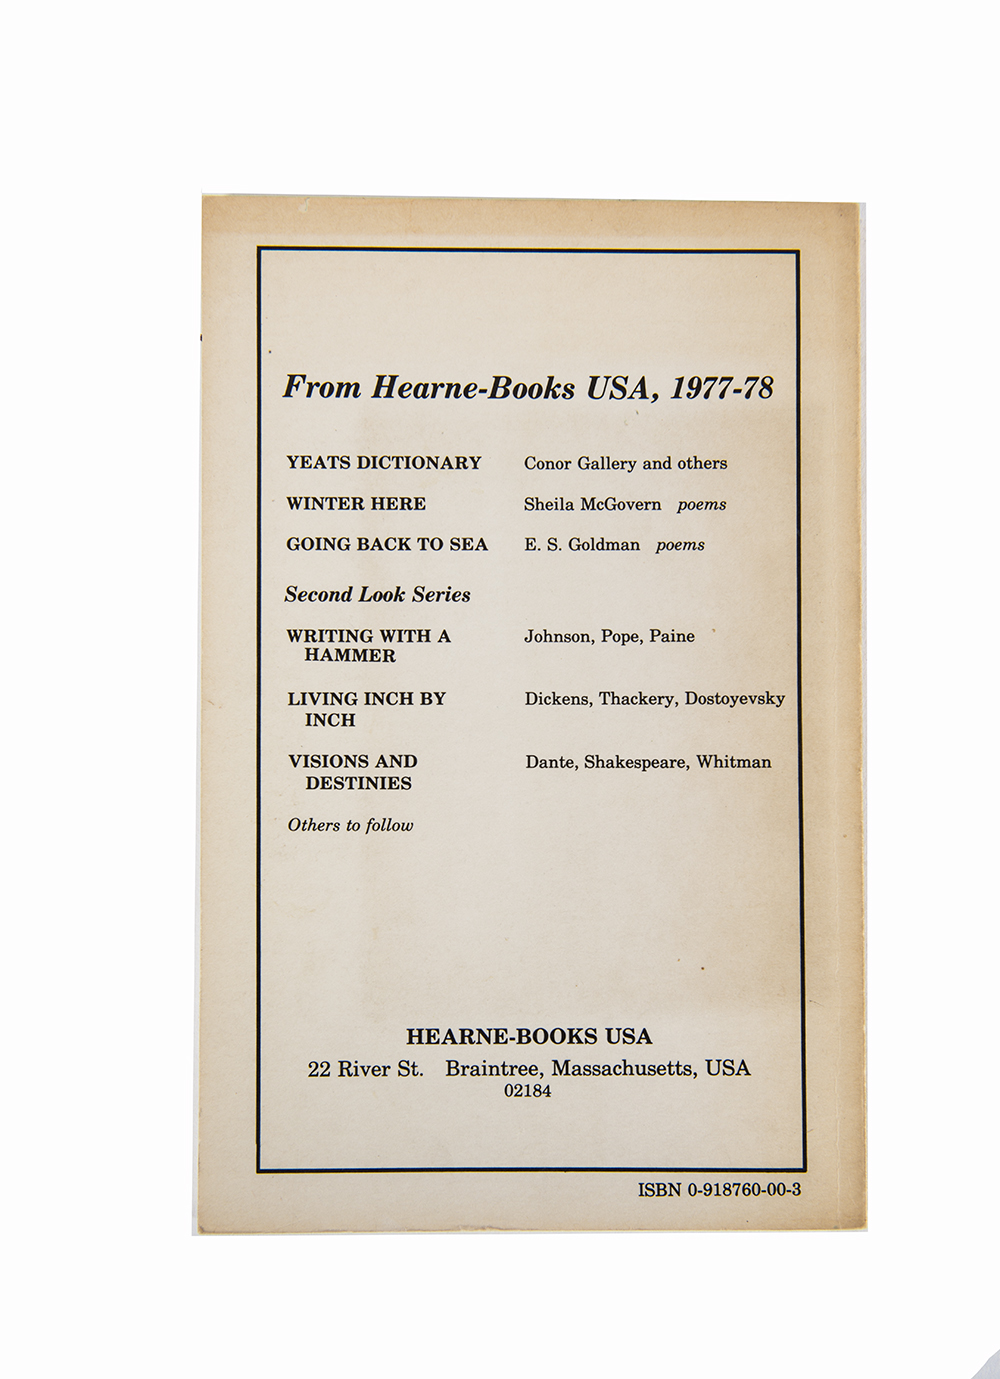 From Hearne-Books USA, 1977-78
YEATS DICTIONARY Conor Gallery and others
WINTER HERE Sheila McGovern poems
GOING BACK TO SEA E. S. Goldman poems
Second Look Series
WRITING WITH A Johnson, Pope, Paine
HAMMER
LIVING INCH BY Dickens, Thackery, Dostoyevsky
INCH
VISIONS AND Dante, Shakespeare, Whitman
DESTINIES
Others to follow
HEARNE-BOOKS USA
22 River St. Braintree, Massachusetts, USA
02184
ISBN 0-918760-00-3